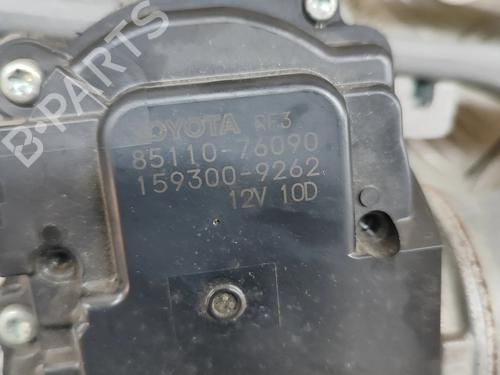 B-PARTS
TOYOTA RF3
85110-76090
159300-9262
12V 10D